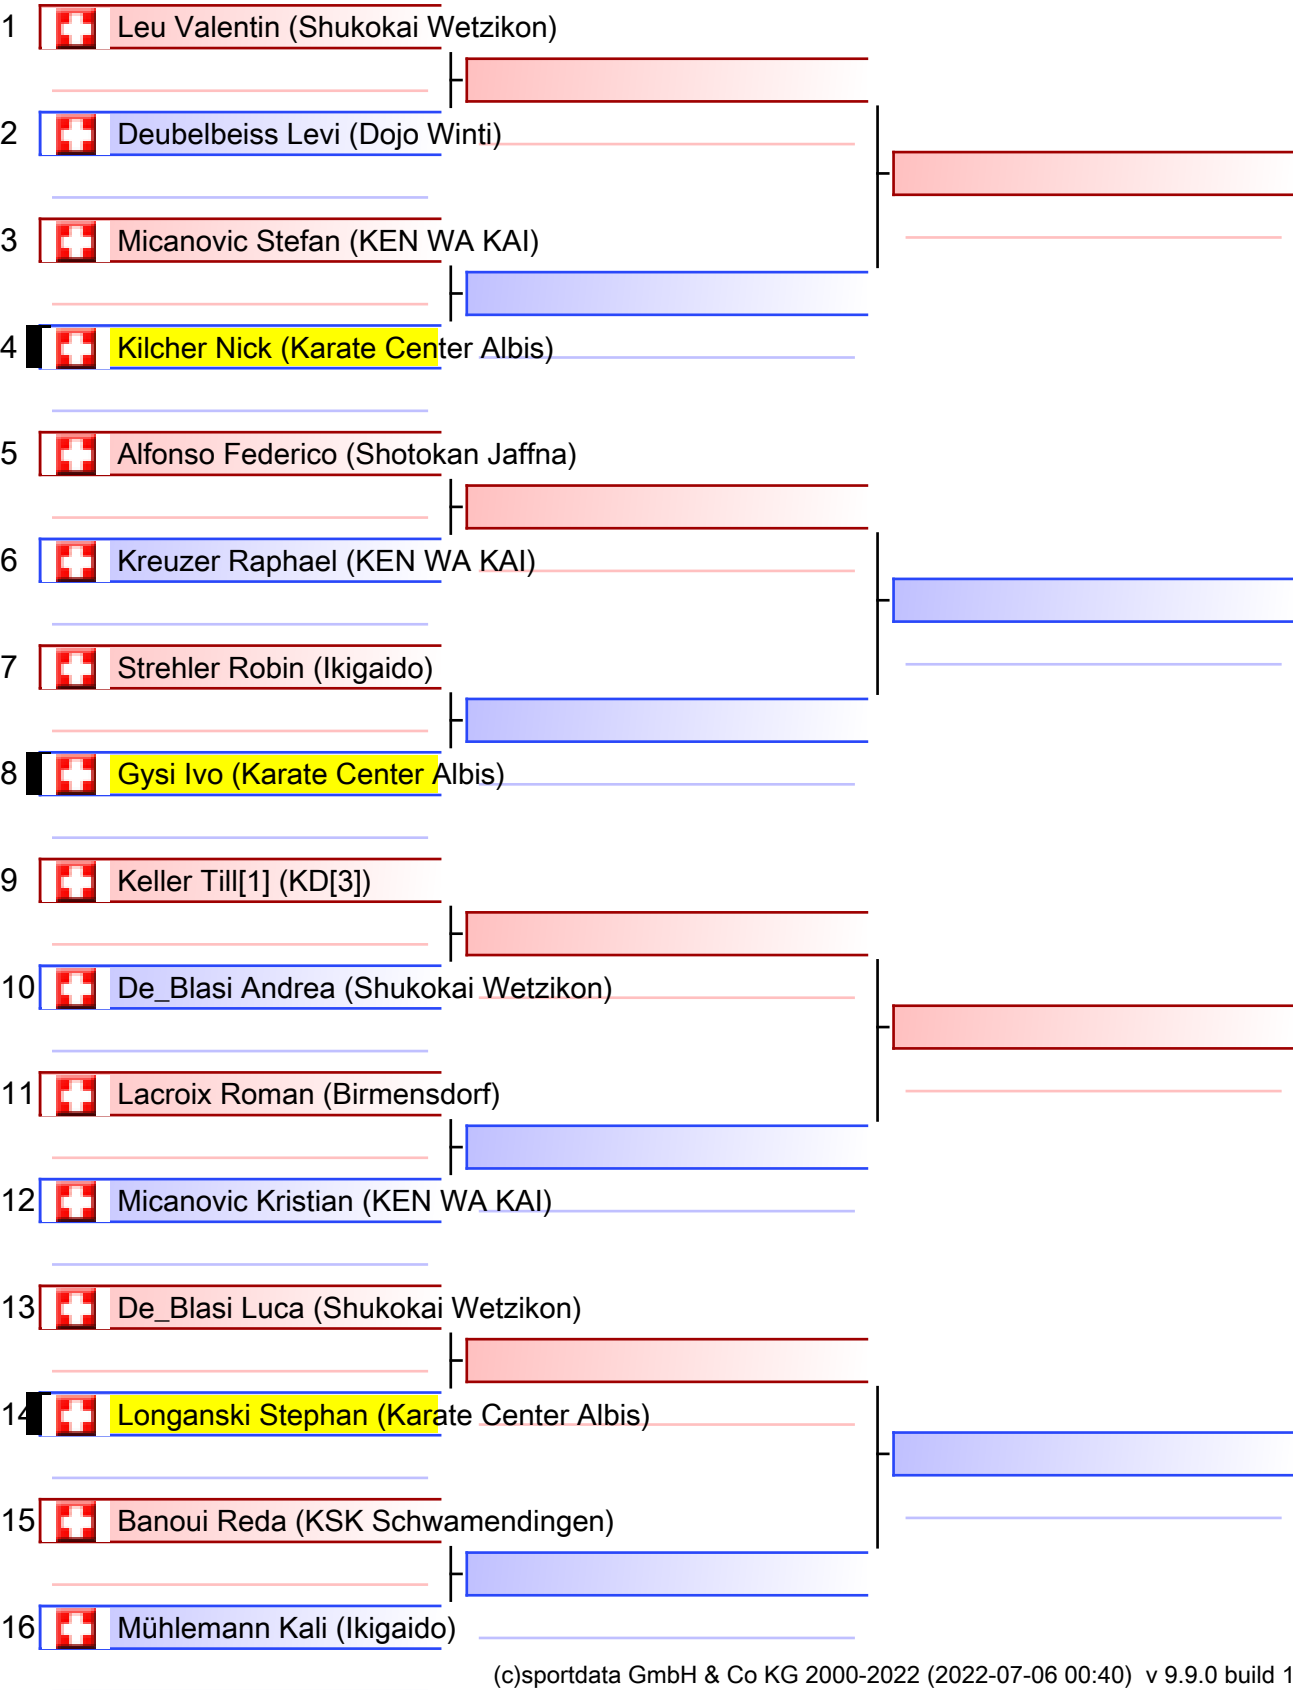 1 Leu Valentin (Shukokai Wetzikon)
2 Deubelbeiss Levi (Dojo Winti)
3 Micanovic Stefan (KEN WA KAI)
4 Kilcher Nick (Karate Center Albis)
5 Alfonso Federico (Shotokan Jaffna)
6 Kreuzer Raphael (KEN WA KAI)
7 Strehler Robin (Ikigaido)
8 Gysi Ivo (Karate Center Albis)
9 Keller Till[1] (KD[3])
10 De_Blasi Andrea (Shukokai Wetzikon)
11 Lacroix Roman (Birmensdorf)
12 Micanovic Kristian (KEN WA KAI)
13 De_Blasi Luca (Shukokai Wetzikon)
14 Longanski Stephan (Karate Center Albis)
15 Banoui Reda (KSK Schwamendingen)
16 Mühlemann Kali (Ikigaido)
(c)sportdata GmbH & Co KG 2000-2022 (2022-07-06 00:40) v 9.9.0 build 1